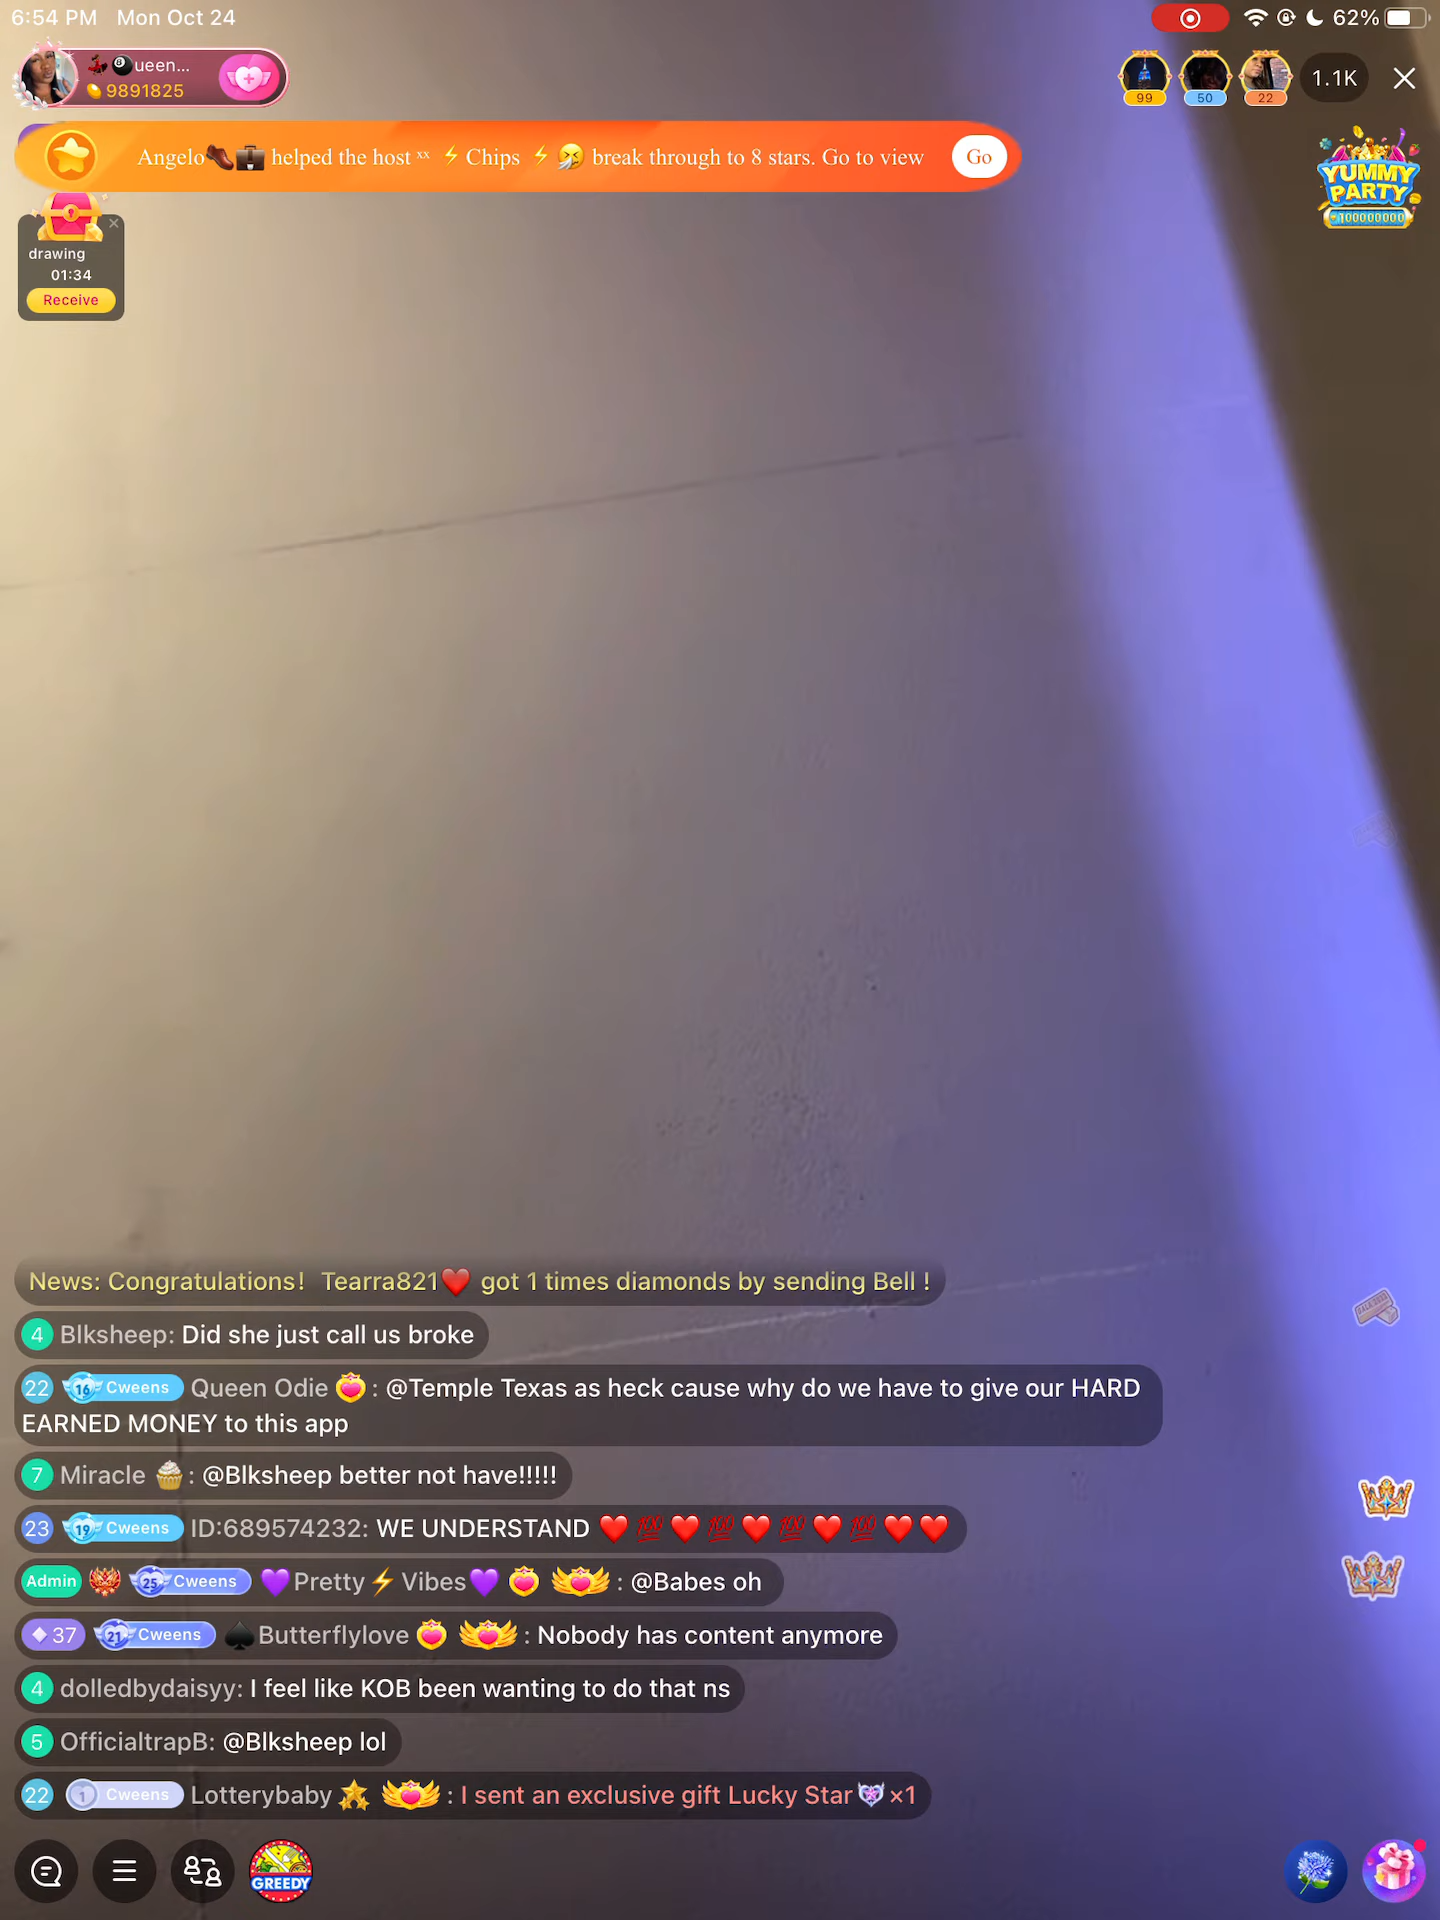 6:54 PM Mon Oct 24
62%
🎱ueen...
9891825
99
50
22
1.1K
Angelo👞💼 helped the host ˣˣ ⚡Chips ⚡🤧 break through to 8 stars. Go to view
Go
YUMMY
PARTY
100000000
drawing
01:34
Receive
News: Congratulations! Tearra821❤️ got 1 times diamonds by sending Bell !
4 Blksheep: Did she just call us broke
22 16 Cweens Queen Odie : @Temple Texas as heck cause why do we have to give our HARD
EARNED MONEY to this app
7 Miracle 🧁: @Blksheep better not have!!!!!
23 19 Cweens ID:689574232: WE UNDERSTAND ❤️💯❤️💯❤️💯❤️💯❤️❤️
Admin 25 Cweens 💜Pretty⚡Vibes💜 : @Babes oh
37 21 Cweens ♠️Butterflylove : Nobody has content anymore
4 dolledbydaisyy: I feel like KOB been wanting to do that ns
5 OfficialtrapB: @Blksheep lol
22 1 Cweens Lotterybaby : I sent an exclusive gift Lucky Star ×1
GREEDY